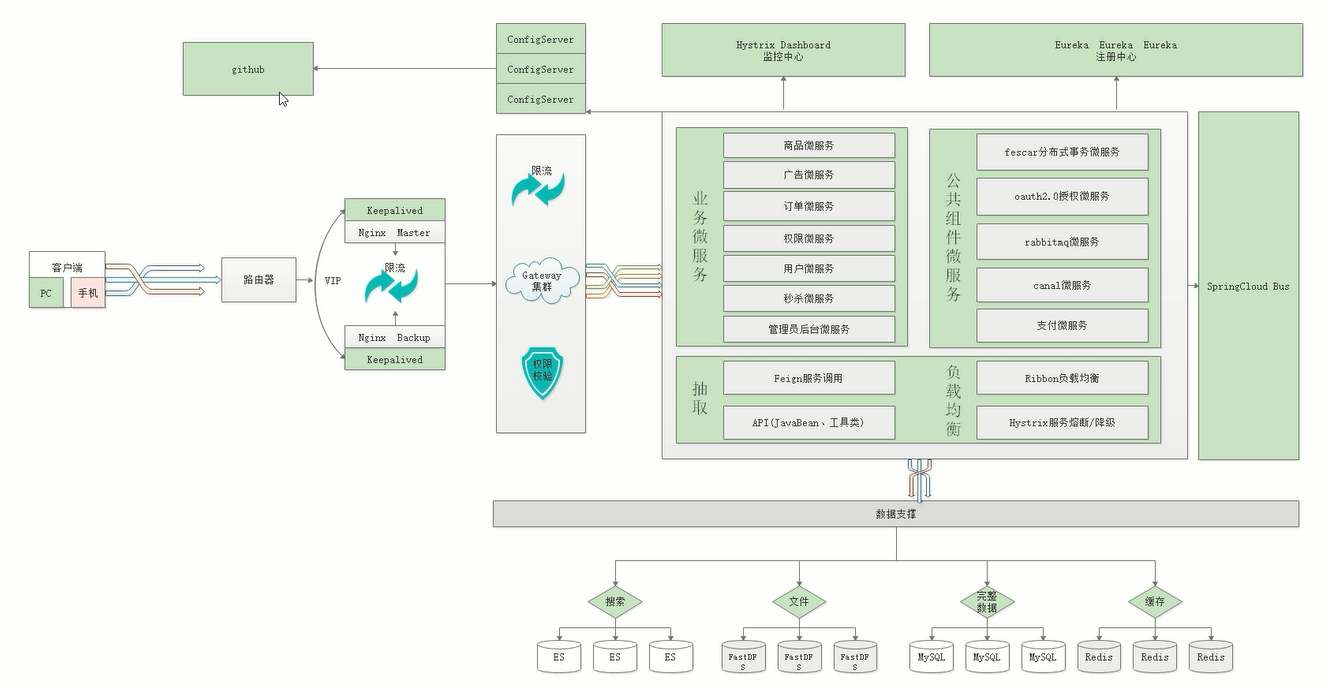 github
ConfigServer
ConfigServer
ConfigServer
Hystrix Dashboard
监控中心
Eureka Eureka Eureka
注册中心
客户端
PC
手机
路由器
VIP
Keepalived
Nginx Master
限流
Nginx Backup
Keepalived
限流
Gateway
集群
权限
校验
业务微服务
商品微服务
广告微服务
订单微服务
权限微服务
用户微服务
秒杀微服务
管理员后台微服务
公共组件微服务
fescar分布式事务微服务
oauth2.0授权微服务
rabbitmq微服务
canal微服务
支付微服务
抽取
Feign服务调用
API(JavaBean、工具类)
负载均衡
Ribbon负载均衡
Hystrix服务熔断/降级
SpringCloud Bus
数据支撑
搜索
文件
完整
数据
缓存
ES
ES
ES
FastDF
S
FastDF
S
FastDF
S
MySQL
MySQL
MySQL
Redis
Redis
Redis